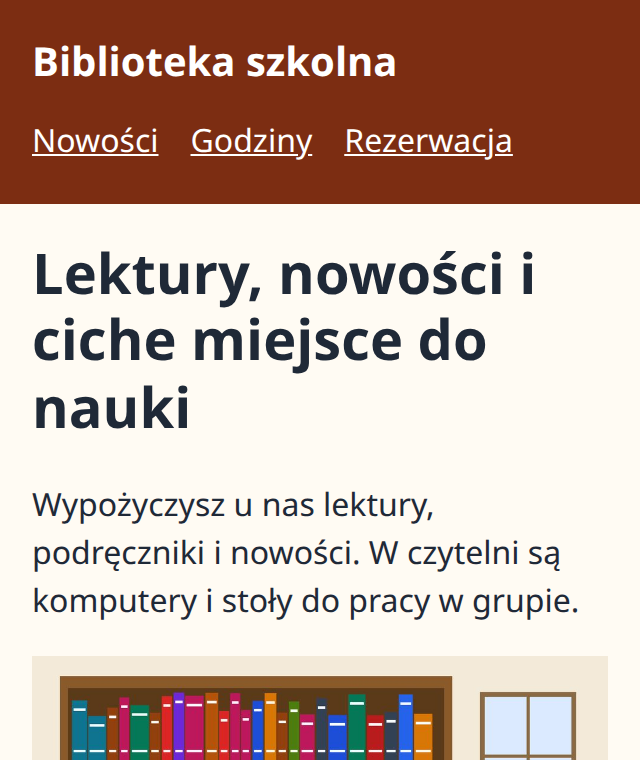 Biblioteka szkolna
Nowości Godziny Rezerwacja
Lektury, nowości i
ciche miejsce do
nauki
Wypożyczysz u nas lektury,
podręczniki i nowości. W czytelni są
komputery i stoły do pracy w grupie.